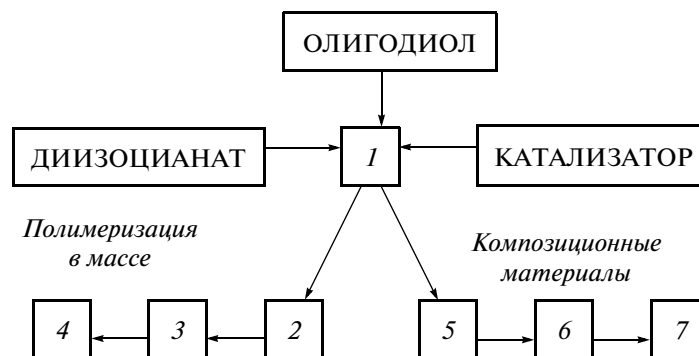 ОЛИГОДИОЛ
ДИИЗОЦИАНАТ
1
КАТАЛИЗАТОР
Полимеризация
в массе
Композиционные
материалы
4
3
2
5
6
7